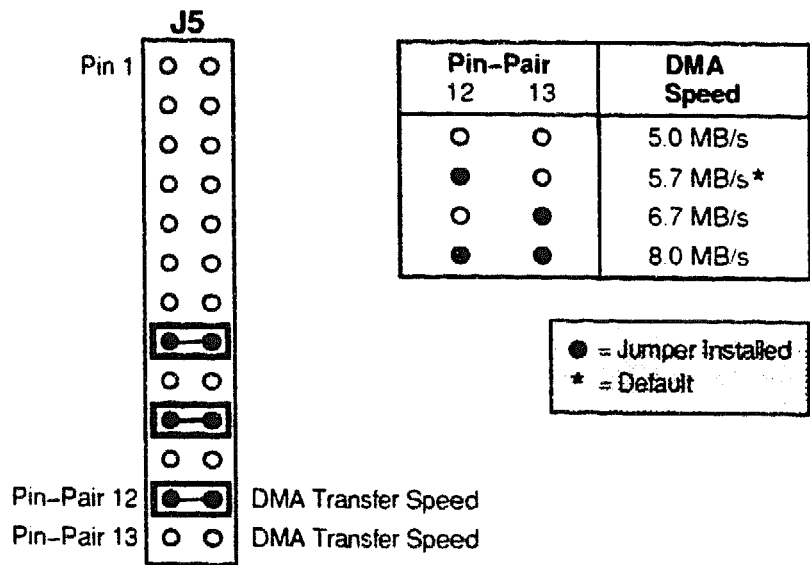 J5
Pin 1
Pin-Pair 12 DMA Transfer Speed
Pin-Pair 13 DMA Transfer Speed
Pin-Pair DMA
12 13 Speed
5.0 MB/s
5.7 MB/s*
6.7 MB/s
8.0 MB/s
● = Jumper Installed
* = Default